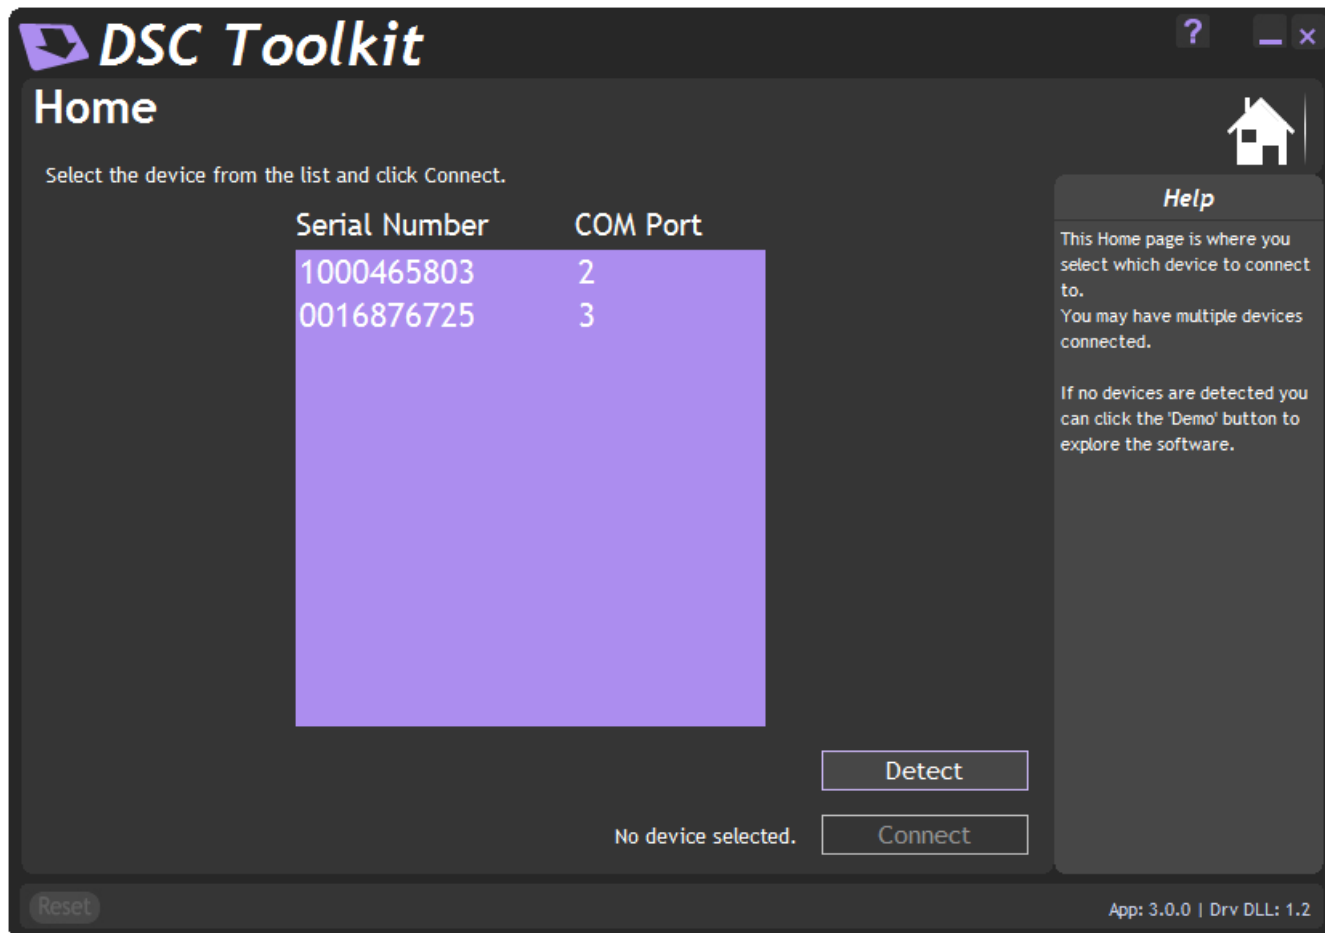 DSC Toolkit
?
Home
Select the device from the list and click Connect.
Serial Number COM Port
1000465803 2
0016876725 3
Detect
No device selected. Connect
Help
This Home page is where you
select which device to connect
to.
You may have multiple devices
connected.
If no devices are detected you
can click the 'Demo' button to
explore the software.
Reset
App: 3.0.0 | Drv DLL: 1.2